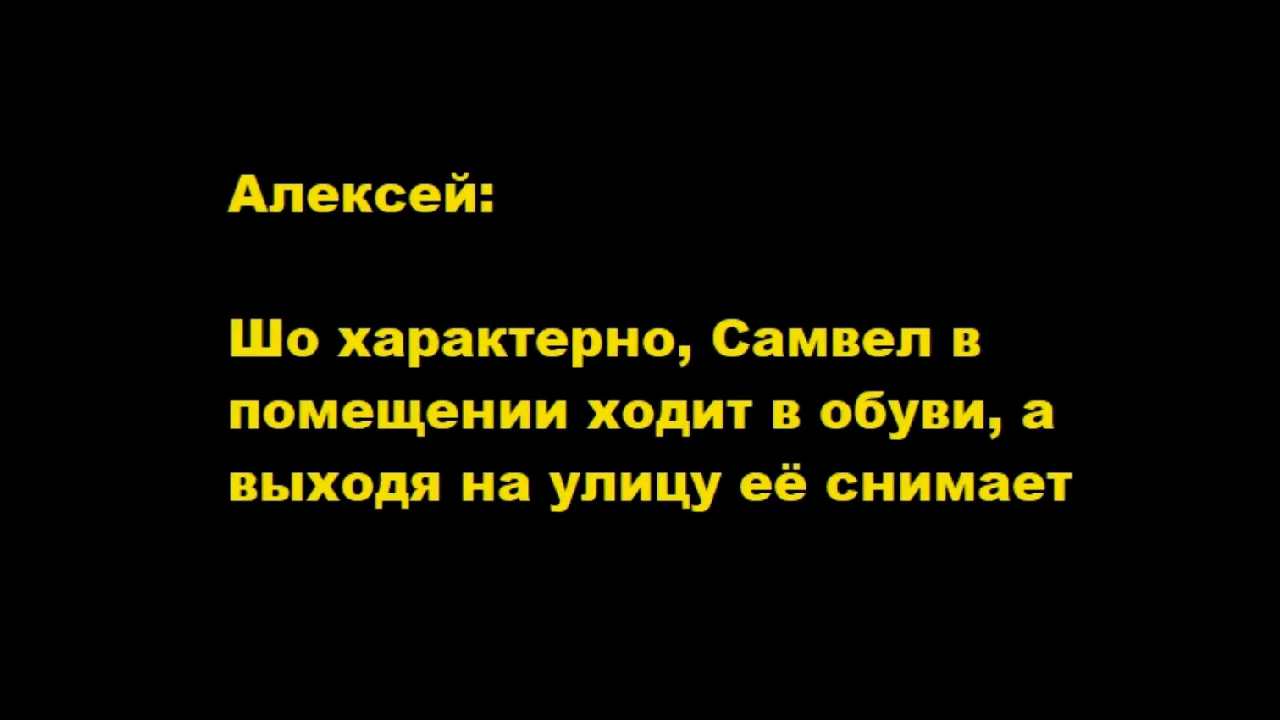 Алексей:
Шо характерно, Самвел в
помещении ходит в обуви, а
выходя на улицу её снимает